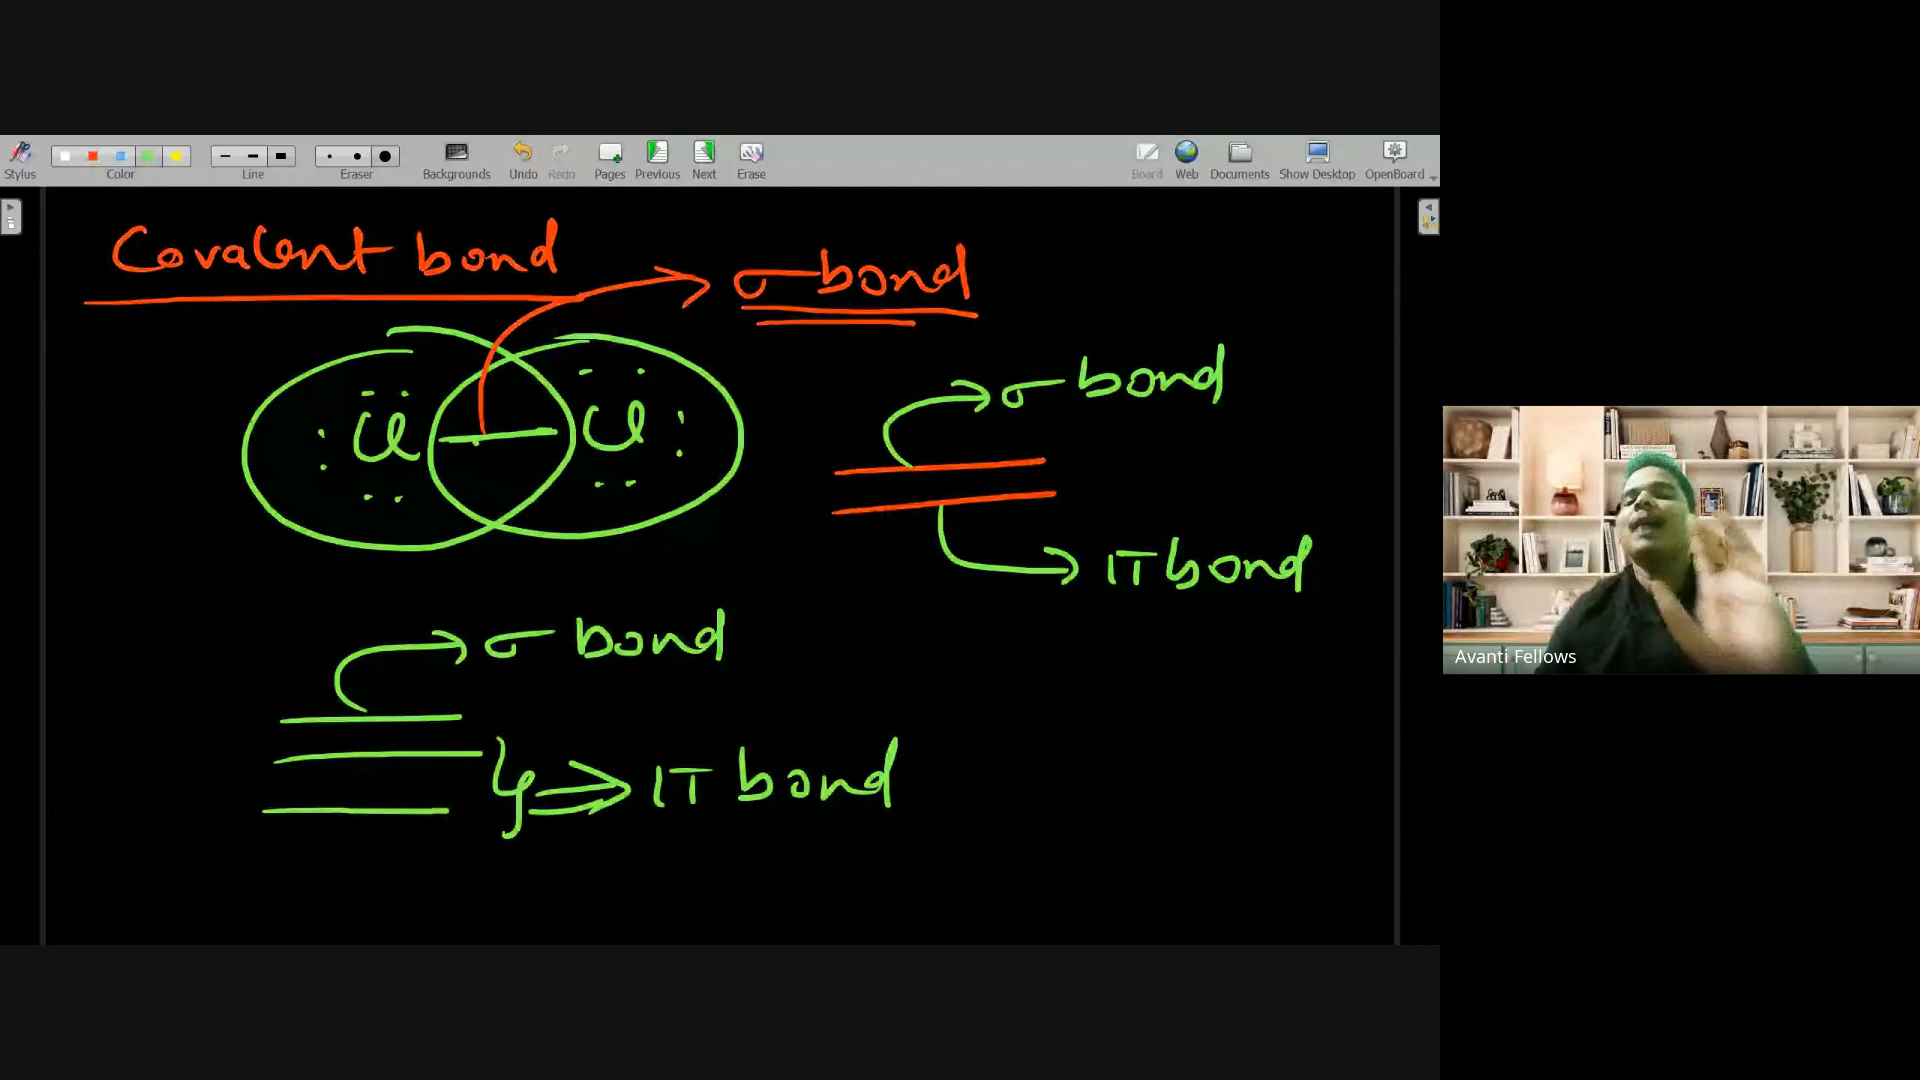 Stylus
Color
Line
Eraser
Backgrounds
Undo
Redo
Pages
Previous
Next
Erase
Board
Web
Documents
Show Desktop
OpenBoard
Covalent bond
σ bond
Cl — Cl
σ bond
π bond
σ bond
π bond
Avanti Fellows